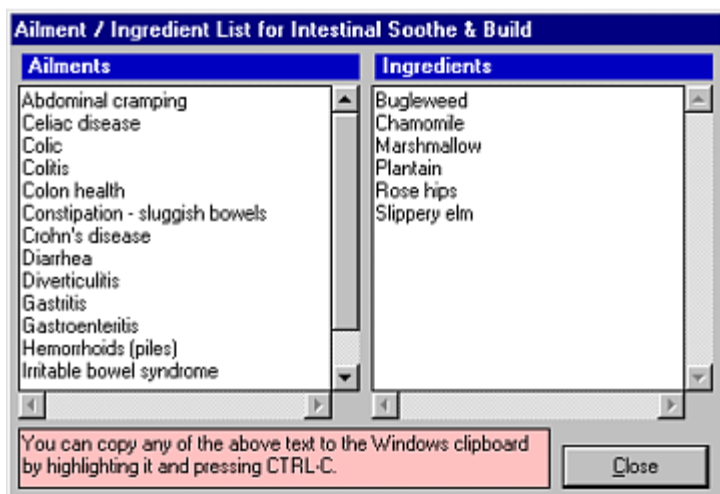 Ailment / Ingredient List for Intestinal Soothe & Build
Ailments
Abdominal cramping
Celiac disease
Colic
Colitis
Colon health
Constipation - sluggish bowels
Crohn's disease
Diarrhea
Diverticulitis
Gastritis
Gastroenteritis
Hemorrhoids (piles)
Irritable bowel syndrome
Ingredients
Bugleweed
Chamomile
Marshmallow
Plantain
Rose hips
Slippery elm
You can copy any of the above text to the Windows clipboard
by highlighting it and pressing CTRL-C.
Close